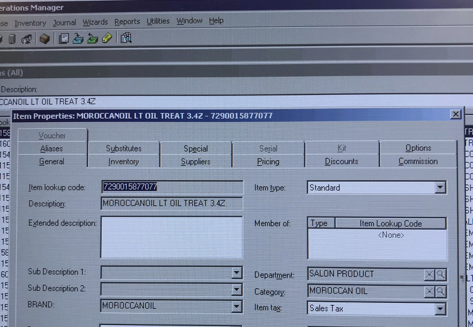 erations Manager
se Inventory Journal Wizards Reports Utilities Window Help
s (All)
Description:
CCANOIL LT OIL TREAT 3.4Z
Item Properties: MOROCCANOIL LT OIL TREAT 3.4Z - 7290015877077
Voucher
Aliases Substitutes Special Serial Kit Options
General Inventory Suppliers Pricing Discounts Commission
Item lookup code: 7290015877077 Item type: Standard
Description: MOROCCANOIL LT OIL TREAT 3.4Z
Extended description: Member of: Type Item Lookup Code
<None>
Sub Description 1: Department: SALON PRODUCT
Sub Description 2: Category: MOROCCAN OIL
BRAND: MOROCCANOIL Item tax: Sales Tax